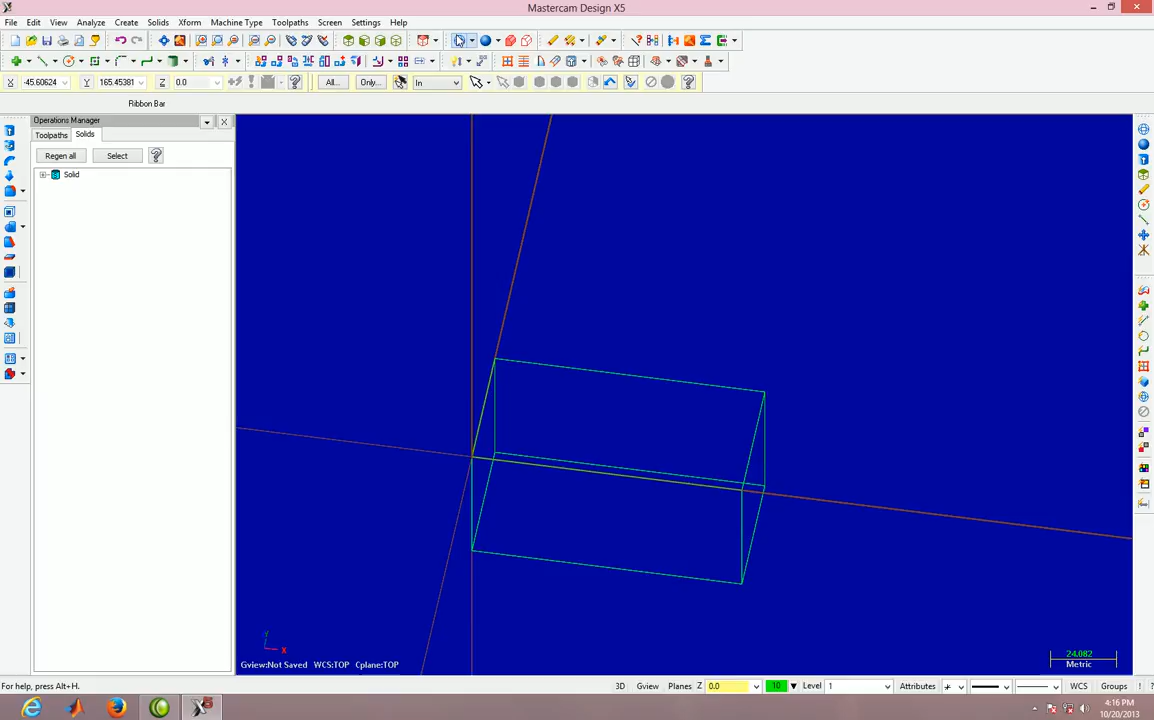 Mastercam Design X5
File Edit View Analyze Create Solids Xform Machine Type Toolpaths Screen Settings Help
X -45.60624 Y 165.45381 Z 0.0 All... Only... In
Ribbon Bar
Operations Manager
Toolpaths Solids
Regen all Select
Solid
Y
X
24.082
Metric
Gview:Not Saved WCS:TOP Cplane:TOP
For help, press Alt+H. 3D Gview Planes Z 0.0 10 Level 1 Attributes WCS Groups ! ?
4:16 PM
10/20/2013